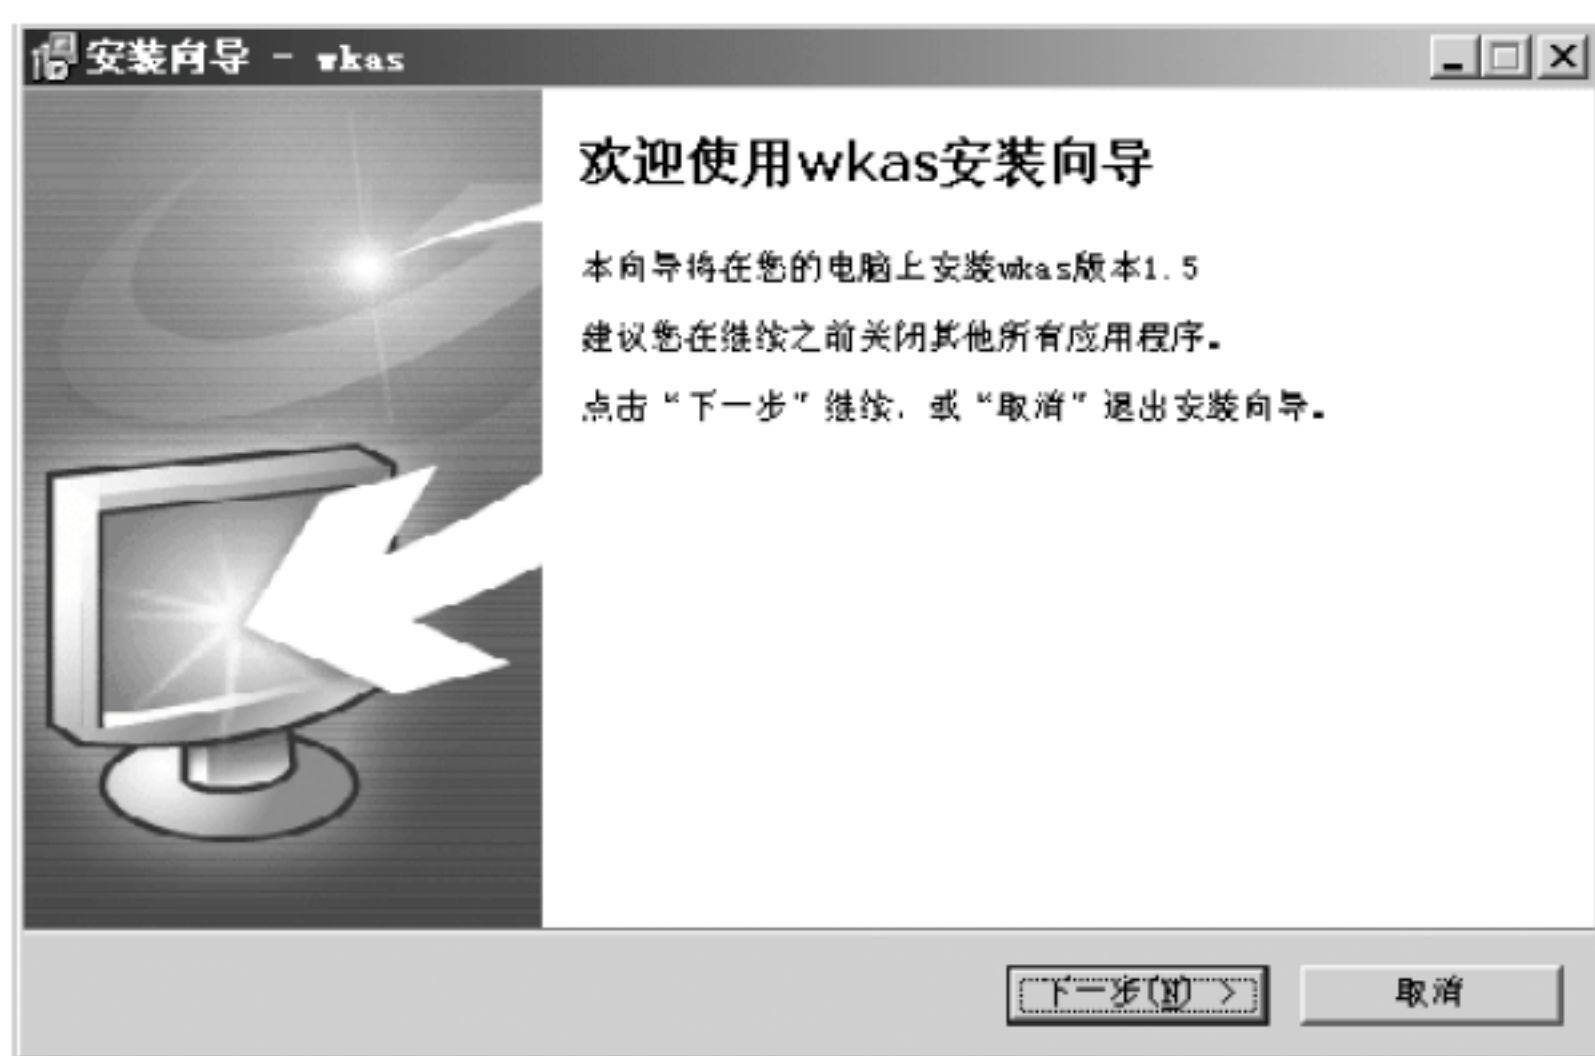 安装向导 - wkas
欢迎使用wkas安装向导
本向导将在您的电脑上安装wkas版本1.5
建议您在继续之前关闭其他所有应用程序。
点击“下一步”继续，或“取消”退出安装向导。
下一步(N) >
取消